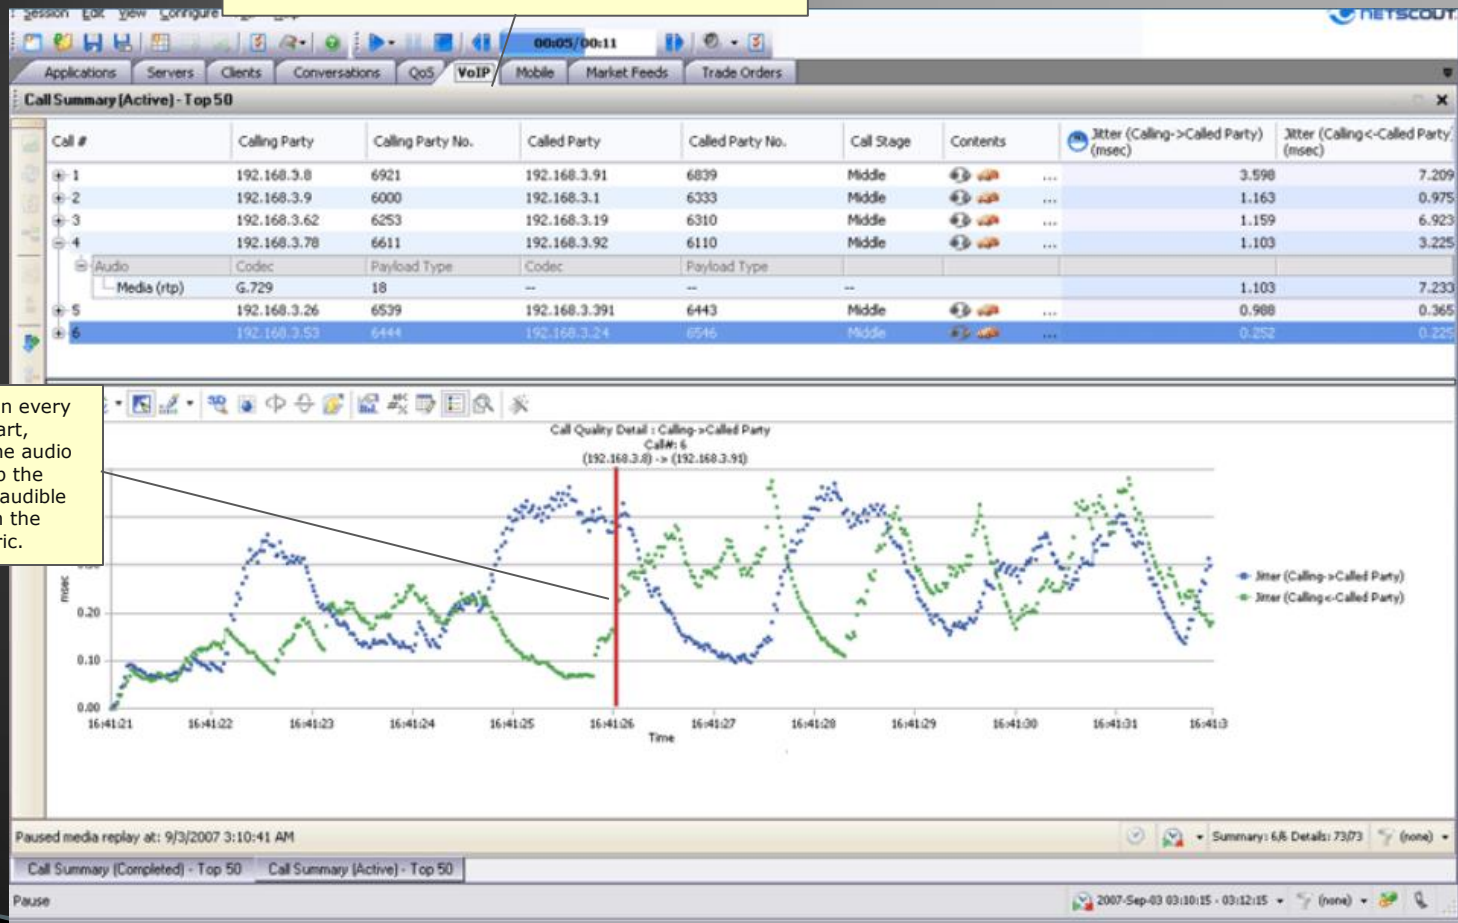 Session Edit View Configure
NETSCOUT
00:05/00:11
Applications Servers Clients Conversations QoS VoIP Mobile Market Feeds Trade Orders
Call Summary [Active] - Top 50
Call # Calling Party Calling Party No. Called Party Called Party No. Call Stage Contents Jitter (Calling->Called Party) (msec) Jitter (Calling<-Called Party) (msec)
1 192.168.3.8 6921 192.168.3.91 6839 Middle ... 3.598 7.209
2 192.168.3.9 6000 192.168.3.1 6333 Middle ... 1.163 0.975
3 192.168.3.62 6253 192.168.3.19 6310 Middle ... 1.159 6.923
4 192.168.3.78 6611 192.168.3.92 6110 Middle ... 1.103 3.225
Audio Codec Payload Type Codec Payload Type
Media (rtp) G.729 18 -- -- -- 1.103 7.233
5 192.168.3.26 6539 192.168.3.391 6443 Middle ... 0.988 0.365
6 192.168.3.53 6444 192.168.3.24 6546 Middle ... 0.252 0.225
n every
art,
ne audio
o the
audible
n the
ric.
Call Quality Detail : Calling->Called Party
Call#: 6
(192.168.3.8) -> (192.168.3.91)
msec
0.20
0.10
0.00
16:41:21 16:41:22 16:41:23 16:41:24 16:41:25 16:41:26 16:41:27 16:41:28 16:41:29 16:41:30 16:41:31 16:41:3
Time
Jitter (Calling->Called Party)
Jitter (Calling<-Called Party)
Paused media replay at: 9/3/2007 3:10:41 AM
Summary: 6/6 Details: 73/73 (none)
Call Summary (Completed) - Top 50 Call Summary (Active) - Top 50
Pause
2007-Sep-03 03:10:15 - 03:12:15 (none)